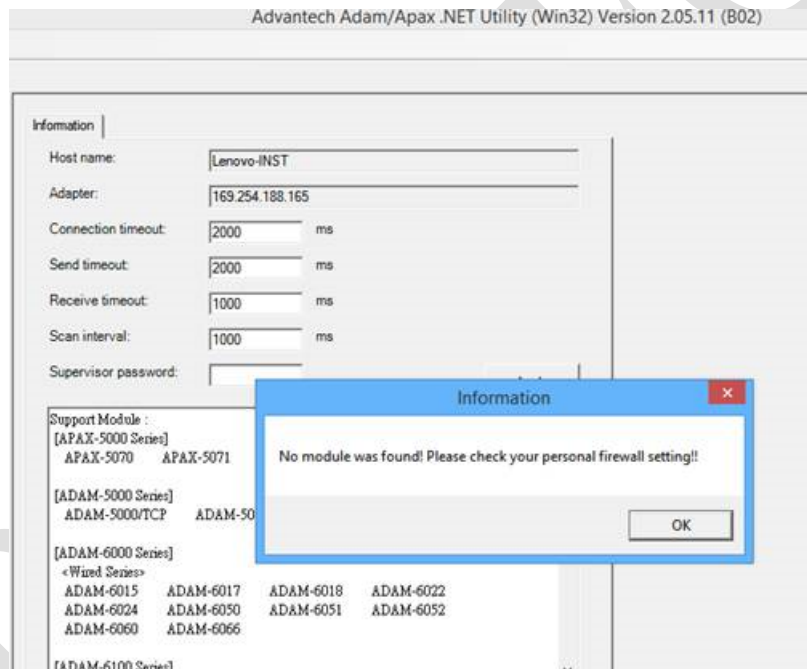 Advantech Adam/Apax .NET Utility (Win32) Version 2.05.11 (B02)
Information
Host name: Lenovo-INST
Adapter: 169.254.188.165
Connection timeout: 2000 ms
Send timeout: 2000 ms
Receive timeout: 1000 ms
Scan interval: 1000 ms
Supervisor password:
Information
No module was found! Please check your personal firewall setting!!
OK
Support Module :
[APAX-5000 Series]
APAX-5070 APAX-5071
[ADAM-5000 Series]
ADAM-5000/TCP ADAM-50
[ADAM-6000 Series]
<Wired Series>
ADAM-6015 ADAM-6017 ADAM-6018 ADAM-6022
ADAM-6024 ADAM-6050 ADAM-6051 ADAM-6052
ADAM-6060 ADAM-6066
[ADAM-6100 Series]